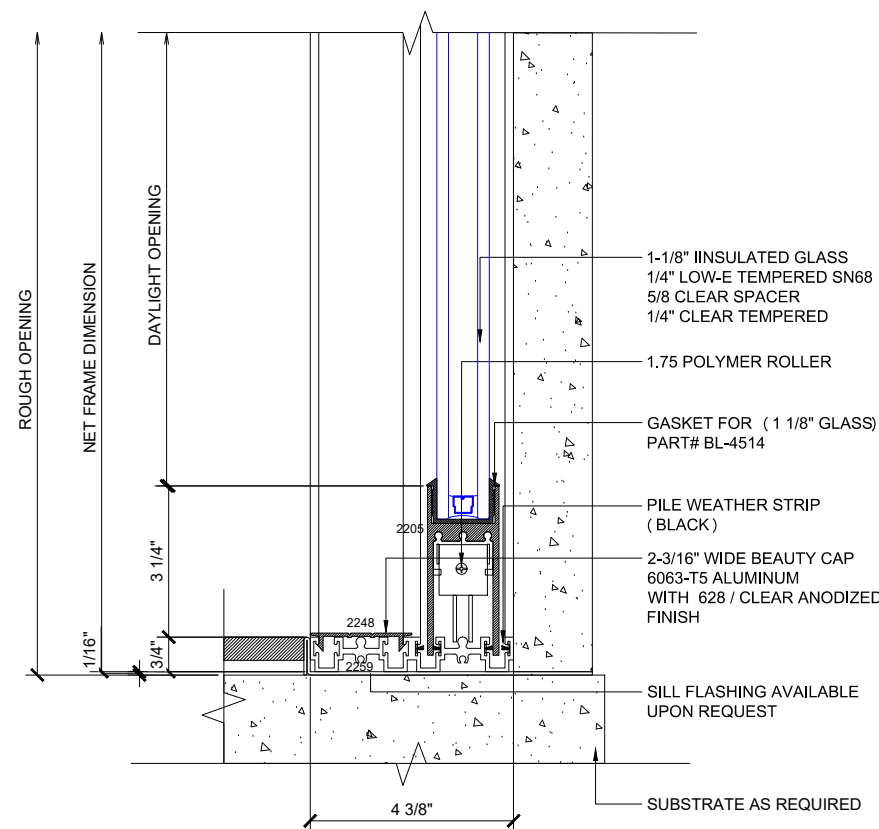 ROUGH OPENING
NET FRAME DIMENSION
DAYLIGHT OPENING
1-1/8" IINSULATED GLASS
1/4" LOW-E TEMPERED SN68
5/8 CLEAR SPACER
1/4" CLEAR TEMPERED
1.75 POLYMER ROLLER
GASKET FOR ( 1 1/8" GLASS)
PART# BL-4514
PILE WEATHER STRIP
( BLACK )
2-3/16" WIDE BEAUTY CAP
6063-T5 ALUMINUM
WITH 628 / CLEAR ANODIZED
FINISH
SILL FLASHING AVAILABLE
UPON REQUEST
SUBSTRATE AS REQUIRED
2205
2248
2259
3 1/4"
3/4"
1/16"
4 3/8"